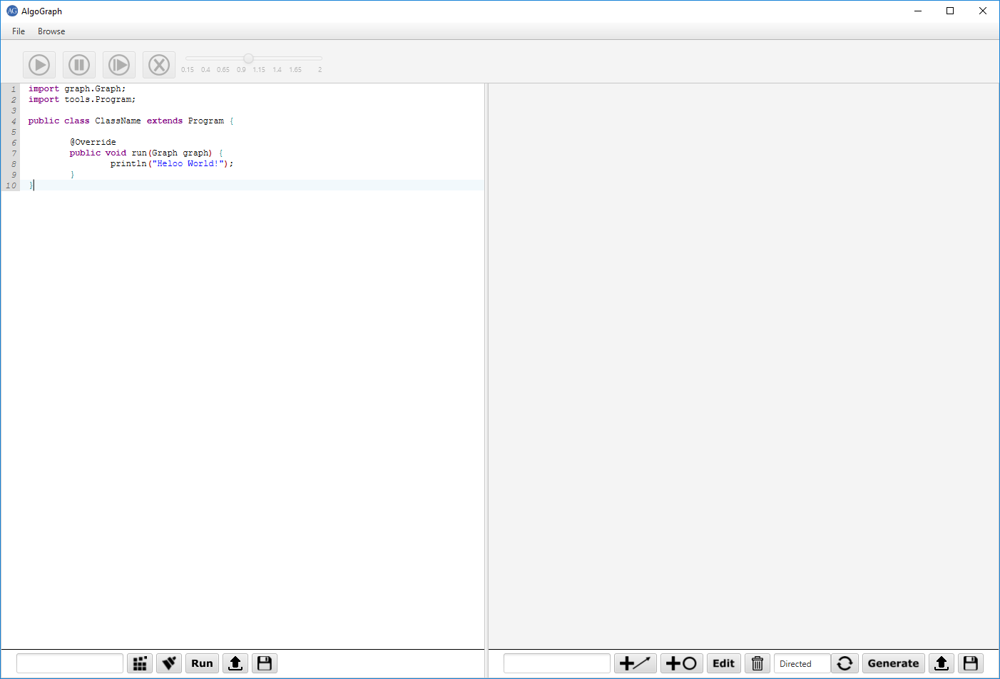 AG AlgoGraph
File Browse
0.15 0.4 0.65 0.9 1.15 1.4 1.65 2
1 import graph.Graph;
2 import tools.Program;
3
4 public class ClassName extends Program {
5
6 @Override
7 public void run(Graph graph) {
8 println("Heloo World!");
9 }
10 }
Run
Edit Directed Generate